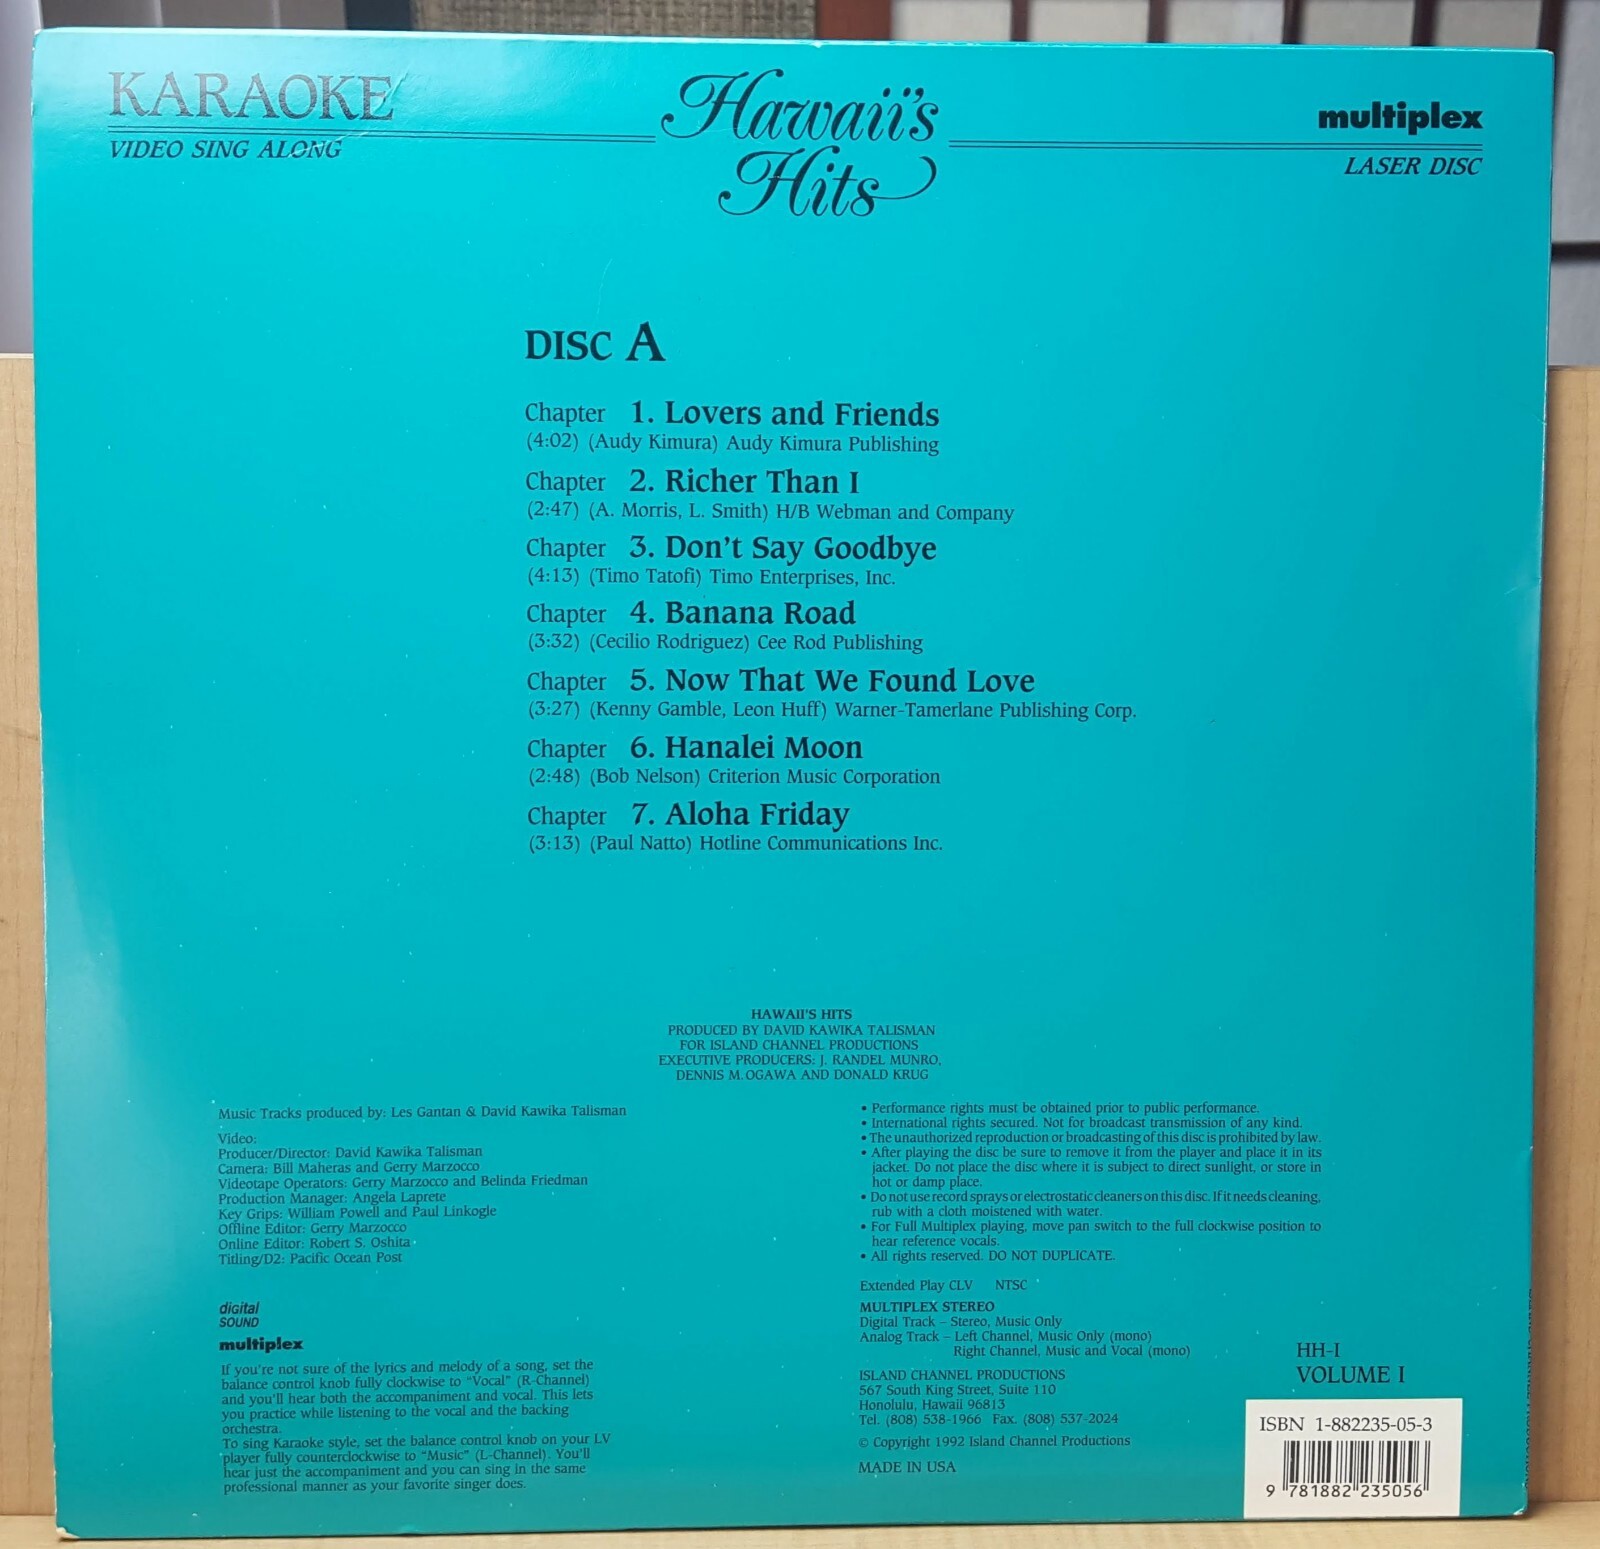 KARAOKE
VIDEO SING ALONG
Hawaii's
Hits
multiplex
LASER DISC
DISC A
Chapter 1. Lovers and Friends
(4:02) (Audy Kimura) Audy Kimura Publishing
Chapter 2. Richer Than I
(2:47) (A. Morris, L. Smith) H/B Webman and Company
Chapter 3. Don't Say Goodbye
(4:13) (Timo Tatofi) Timo Enterprises, Inc.
Chapter 4. Banana Road
(3:32) (Cecilio Rodriguez) Cee Rod Publishing
Chapter 5. Now That We Found Love
(3:27) (Kenny Gamble, Leon Huff) Warner-Tamerlane Publishing Corp.
Chapter 6. Hanalei Moon
(2:48) (Bob Nelson) Criterion Music Corporation
Chapter 7. Aloha Friday
(3:13) (Paul Natto) Hotline Communications Inc.
HAWAII'S HITS
PRODUCED BY DAVID KAWIKA TALISMAN
FOR ISLAND CHANNEL PRODUCTIONS
EXECUTIVE PRODUCERS: J. RANDEL MUNRO,
DENNIS M. OGAWA AND DONALD KRUG
Music Tracks produced by: Les Gantan & David Kawika Talisman
Video:
Producer/Director: David Kawika Talisman
Camera: Bill Maheras and Gerry Marzocco
Videotape Operators: Gerry Marzocco and Belinda Friedman
Production Manager: Angela Laprete
Key Grips: William Powell and Paul Linkogle
Offline Editor: Gerry Marzocco
Online Editor: Robert S. Oshita
Titling/D2: Pacific Ocean Post
digital
SOUND
multiplex
If you're not sure of the lyrics and melody of a song, set the
balance control knob fully clockwise to "Vocal" (R-Channel)
and you'll hear both the accompaniment and vocal. This lets
you practice while listening to the vocal and the backing
orchestra.
To sing Karaoke style, set the balance control knob on your LV
player fully counterclockwise to "Music" (L-Channel). You'll
hear just the accompaniment and you can sing in the same
professional manner as your favorite singer does.
• Performance rights must be obtained prior to public performance.
• International rights secured. Not for broadcast transmission of any kind.
• The unauthorized reproduction or broadcasting of this disc is prohibited by law.
• After playing the disc be sure to remove it from the player and place it in its
jacket. Do not place the disc where it is subject to direct sunlight, or store in
hot or damp place.
• Do not use record sprays or electrostatic cleaners on this disc. If it needs cleaning,
rub with a cloth moistened with water.
• For Full Multiplex playing, move pan switch to the full clockwise position to
hear reference vocals.
• All rights reserved. DO NOT DUPLICATE.
Extended Play CLV NTSC
MULTIPLEX STEREO
Digital Track – Stereo, Music Only
Analog Track – Left Channel, Music Only (mono)
Right Channel, Music and Vocal (mono)
ISLAND CHANNEL PRODUCTIONS
567 South King Street, Suite 110
Honolulu, Hawaii 96813
Tel. (808) 538-1966 Fax. (808) 537-2024
© Copyright 1992 Island Channel Productions
MADE IN USA
HH-I
VOLUME I
ISBN 1-882235-05-3
9 781882 235056